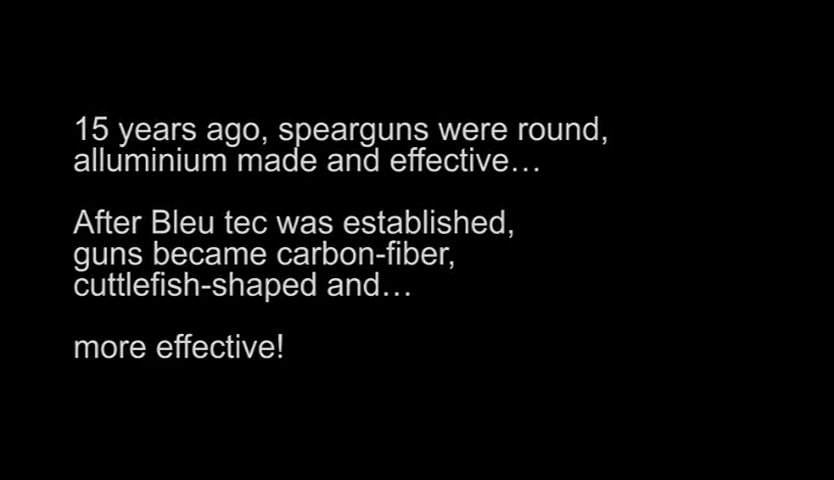 15 years ago, spearguns were round,
alluminium made and effective…
After Bleu tec was established,
guns became carbon-fiber,
cuttlefish-shaped and…
more effective!